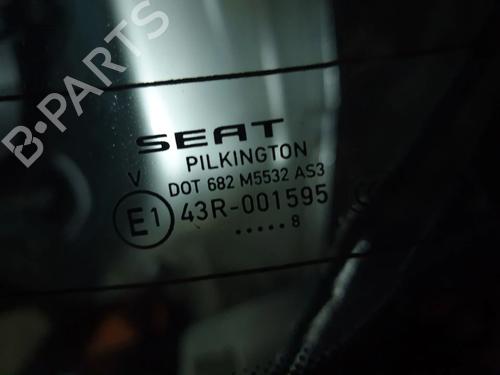 B-PARTS
SEAT
PILKINGTON
V
DOT 682 M5532 AS3
E1
43R-001595
..... 8